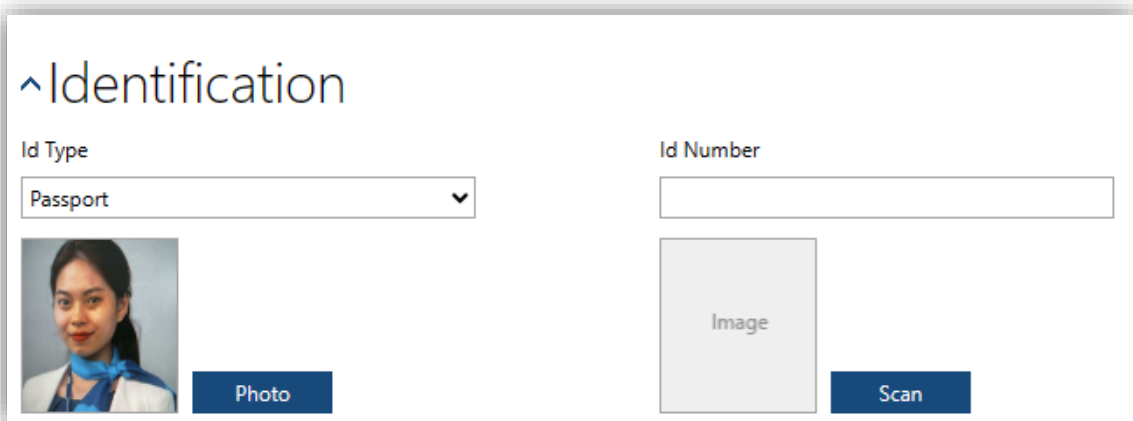 Identification
Id Type
Id Number
Passport
Image
Photo
Scan